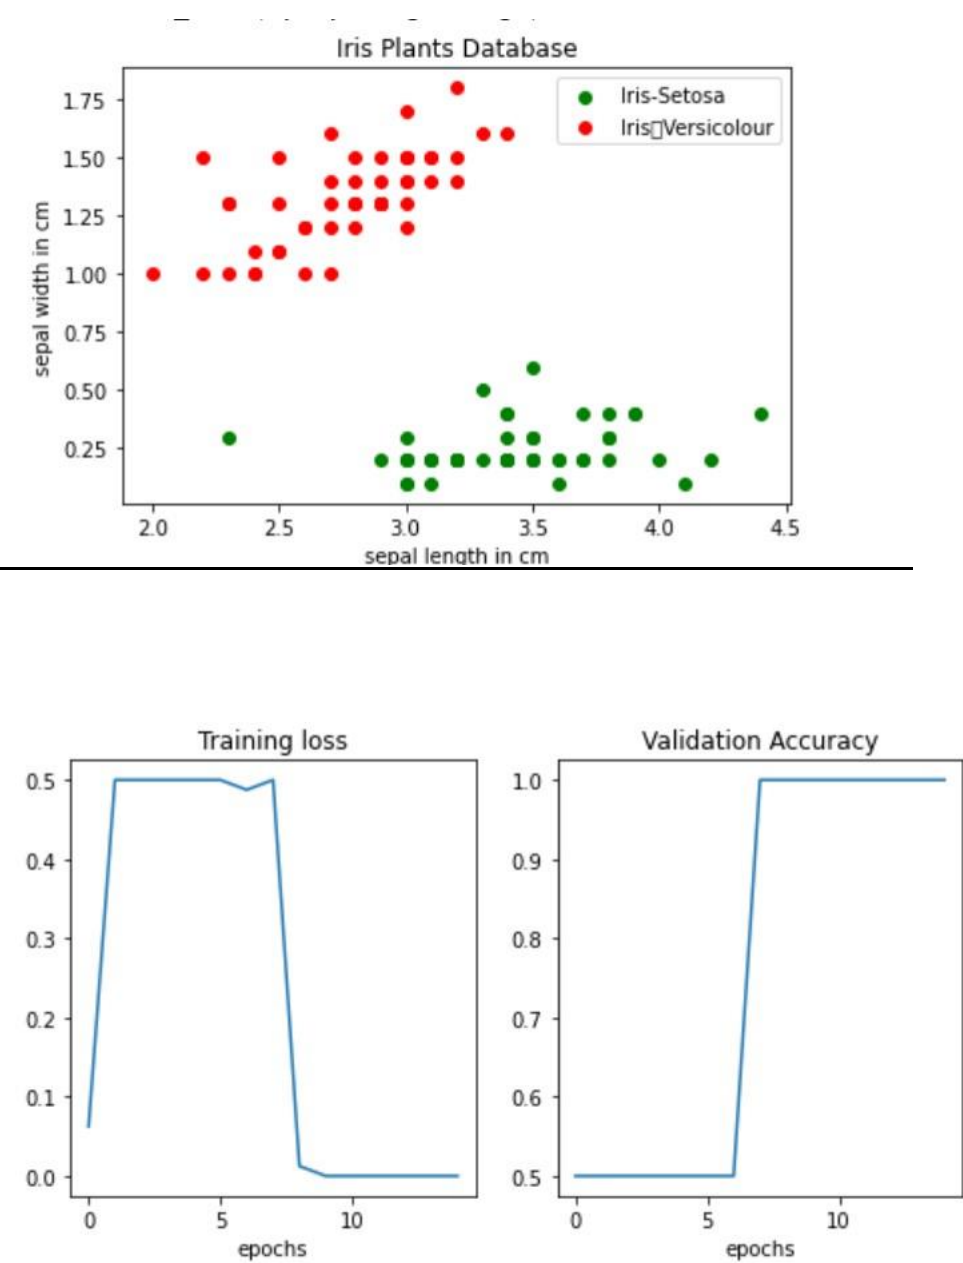 Iris Plants Database
Iris-Setosa
Iris▯Versicolour
sepal width in cm
1.75
1.50
1.25
1.00
0.75
0.50
0.25
2.0 2.5 3.0 3.5 4.0 4.5
sepal length in cm
Training loss
0.5
0.4
0.3
0.2
0.1
0.0
0 5 10
epochs
Validation Accuracy
1.0
0.9
0.8
0.7
0.6
0.5
0 5 10
epochs